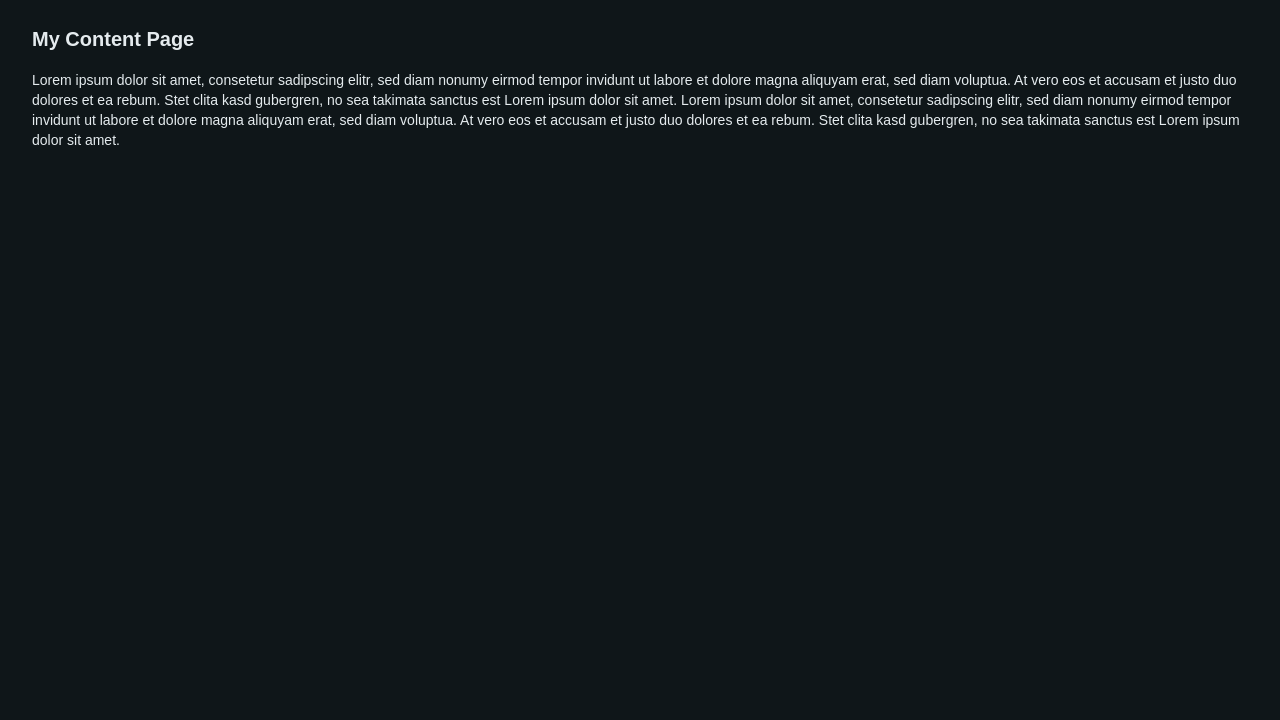 My Content Page
Lorem ipsum dolor sit amet, consetetur sadipscing elitr, sed diam nonumy eirmod tempor invidunt ut labore et dolore magna aliquyam erat, sed diam voluptua. At vero eos et accusam et justo duo
dolores et ea rebum. Stet clita kasd gubergren, no sea takimata sanctus est Lorem ipsum dolor sit amet. Lorem ipsum dolor sit amet, consetetur sadipscing elitr, sed diam nonumy eirmod tempor
invidunt ut labore et dolore magna aliquyam erat, sed diam voluptua. At vero eos et accusam et justo duo dolores et ea rebum. Stet clita kasd gubergren, no sea takimata sanctus est Lorem ipsum
dolor sit amet.